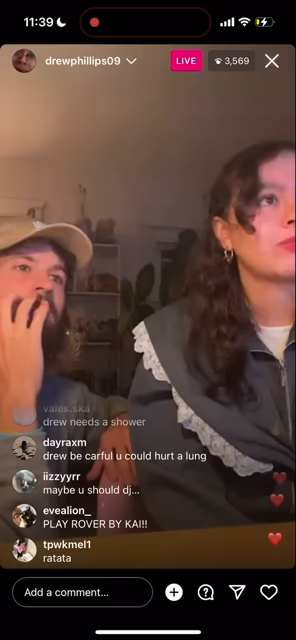 11:39
drewphillips09
LIVE
3,569
vales.ska
drew needs a shower
dayraxm
drew be carful u could hurt a lung
iizzyyrr
maybe u should dj...
evealion_
PLAY ROVER BY KAI!!
tpwkmel1
ratata
Add a comment...